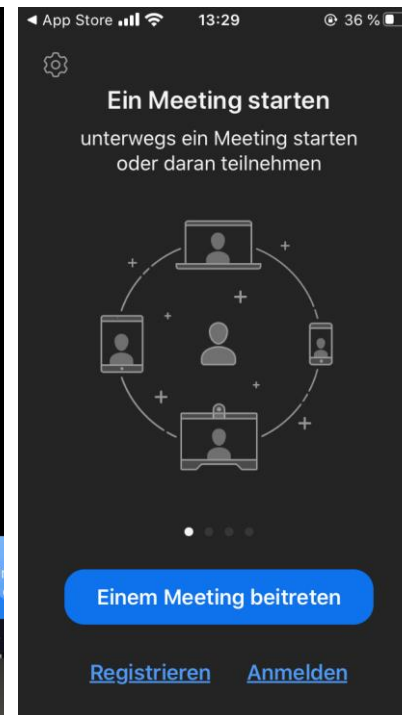 App Store 13:29 36 %
Ein Meeting starten
unterwegs ein Meeting starten
oder daran teilnehmen
Einem Meeting beitreten
Registrieren Anmelden